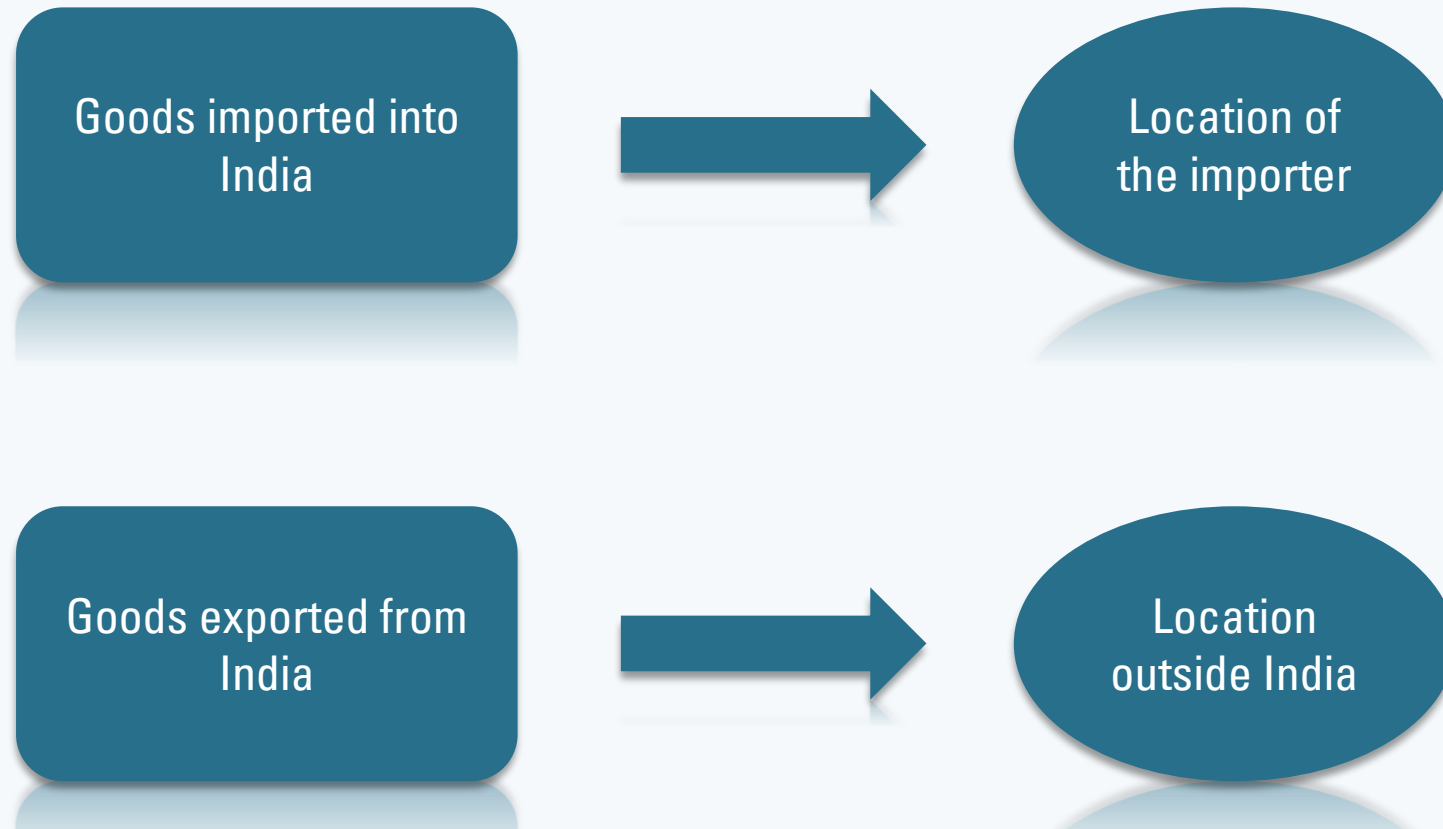 Goods imported into
India
Location of
the importer
Goods exported from
India
Location
outside India